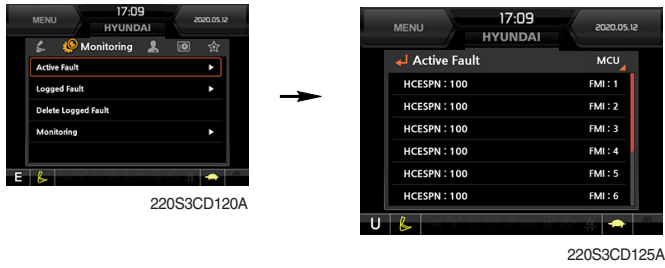 MENU 17:09 2020.05.12
HYUNDAI
Monitoring
Active Fault
Logged Fault
Delete Logged Fault
Monitoring
E
220S3CD120A
MENU 17:09 2020.05.12
HYUNDAI
Active Fault MCU
HCESPN : 100 FMI : 1
HCESPN : 100 FMI : 2
HCESPN : 100 FMI : 3
HCESPN : 100 FMI : 4
HCESPN : 100 FMI : 5
HCESPN : 100 FMI : 6
U
220S3CD125A